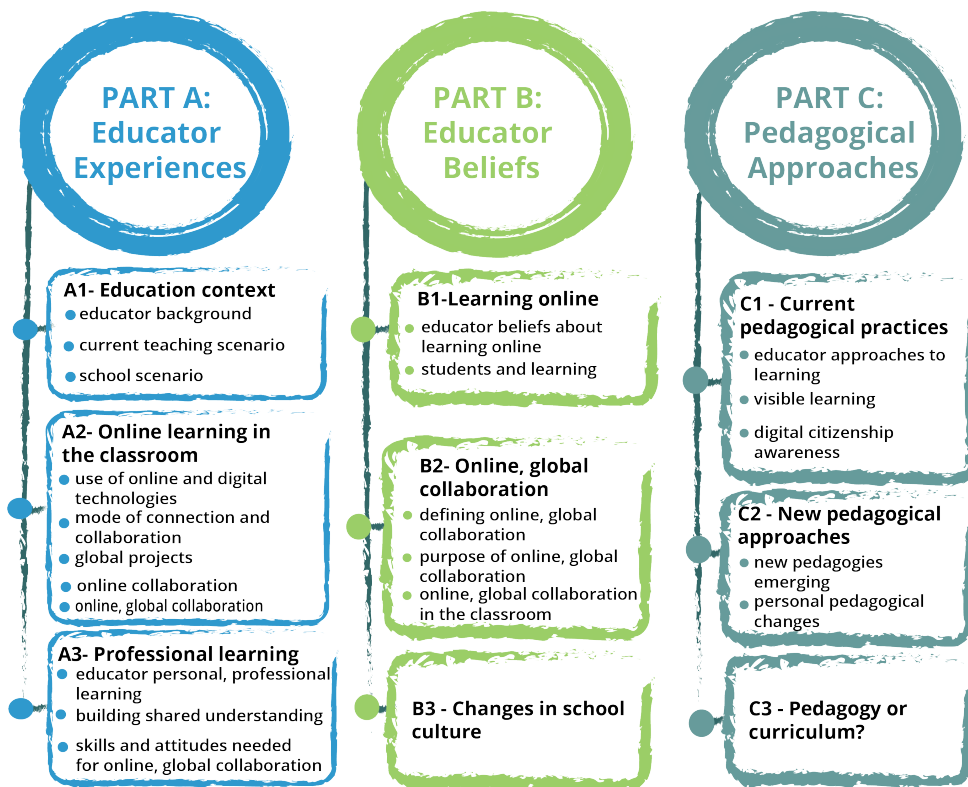 PART A:
Educator
Experiences
A1- Education context
educator background
current teaching scenario
school scenario
A2- Online learning in
the classroom
use of online and digital
technologies
mode of connection and
collaboration
global projects
online collaboration
online, global collaboration
A3- Professional learning
educator personal, professional
learning
building shared understanding
skills and attitudes needed
for online, global collaboration
PART B:
Educator
Beliefs
B1-Learning online
educator beliefs about
learning online
students and learning
B2- Online, global
collaboration
defining online, global
collaboration
purpose of online, global
collaboration
online, global collaboration
in the classroom
B3 - Changes in school
culture
PART C:
Pedagogical
Approaches
C1 - Current
pedagogical practices
educator approaches to
learning
visible learning
digital citizenship
awareness
C2 - New pedagogical
approaches
new pedagogies
emerging
personal pedagogical
changes
C3 - Pedagogy or
curriculum?